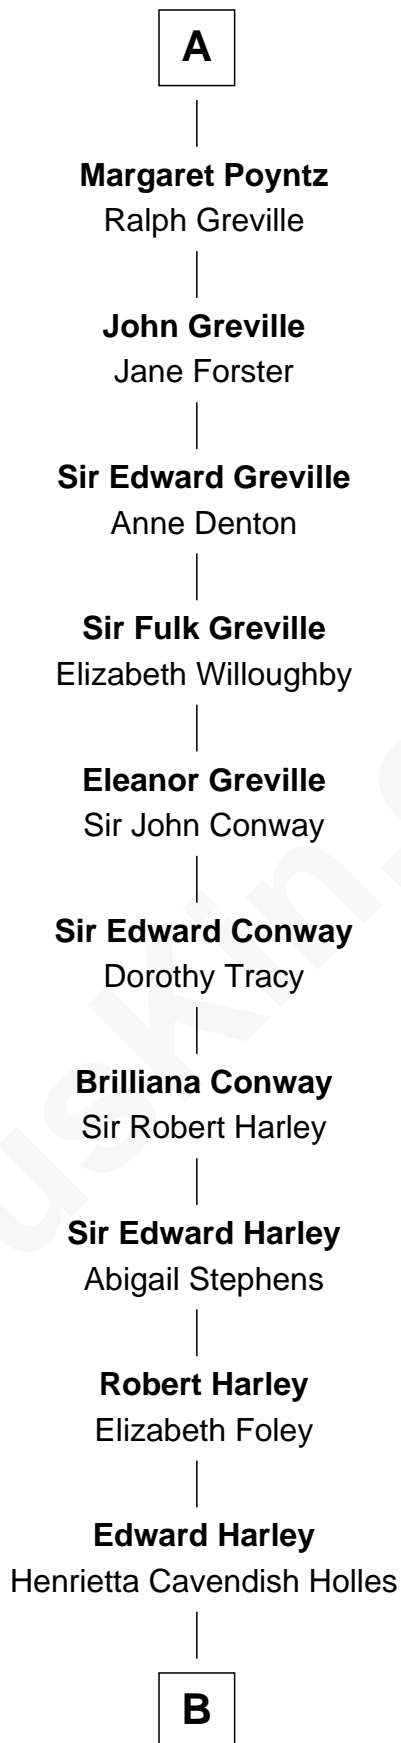 A
Margaret Poyntz
Ralph Greville
John Greville
Jane Forster
Sir Edward Greville
Anne Denton
Sir Fulk Greville
Elizabeth Willoughby
Eleanor Greville
Sir John Conway
Sir Edward Conway
Dorothy Tracy
Brilliana Conway
Sir Robert Harley
Sir Edward Harley
Abigail Stephens
Robert Harley
Elizabeth Foley
Edward Harley
Henrietta Cavendish Holles
B